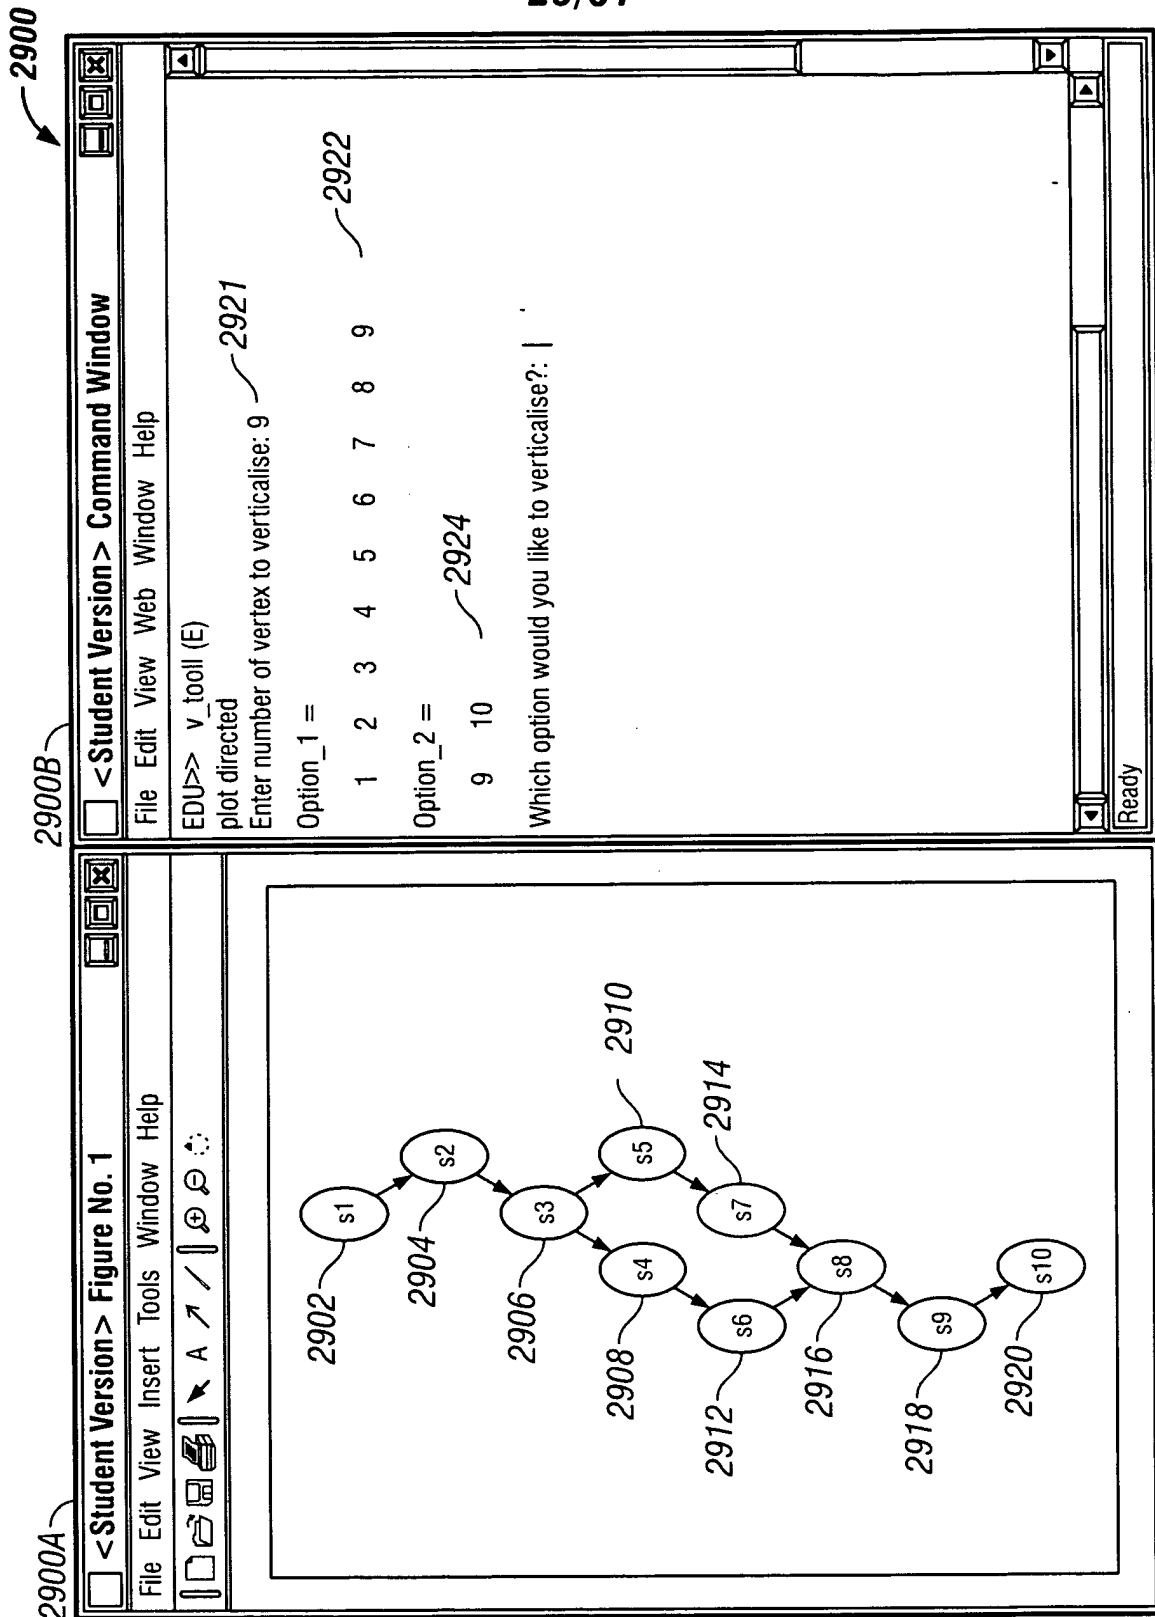 2900
2900A
<Student Version> Figure No. 1
File Edit View Insert Tools Window Help
A
s1
s2
s3
s4
s5
s6
s7
s8
s9
s10
2902
2904
2906
2908
2910
2912
2914
2916
2918
2920
2900B
<Student Version> Command Window
File Edit View Web Window Help
EDU>> v_tooll (E)
plot directed
Enter number of vertex to verticalise: 9
2921
Option_1 =
1 2 3 4 5 6 7 8 9
2922
Option_2 =
9 10
2924
Which option would you like to verticalise?: |
Ready